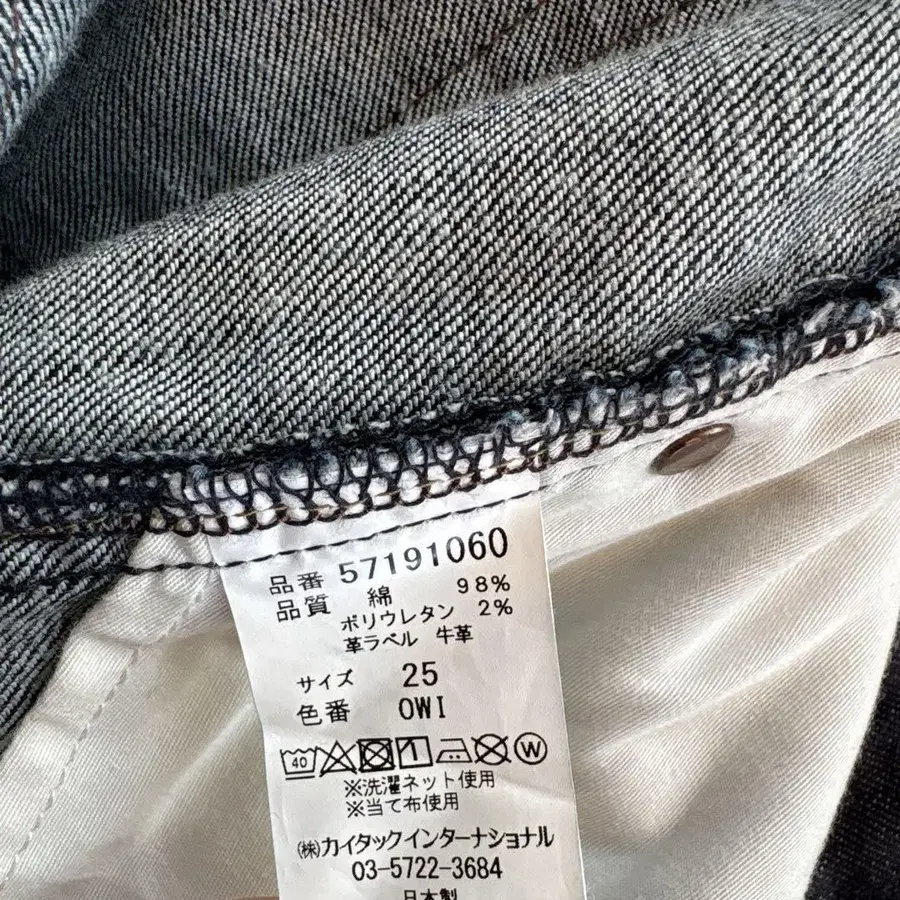 品番 57191060
品質 綿 98%
ポリウレタン 2%
革ラベル 牛革
サイズ 25
色番 OWI
40 W
※洗濯ネット使用
※当て布使用
㈱カイタックインターナショナル
03-5722-3684
日本製